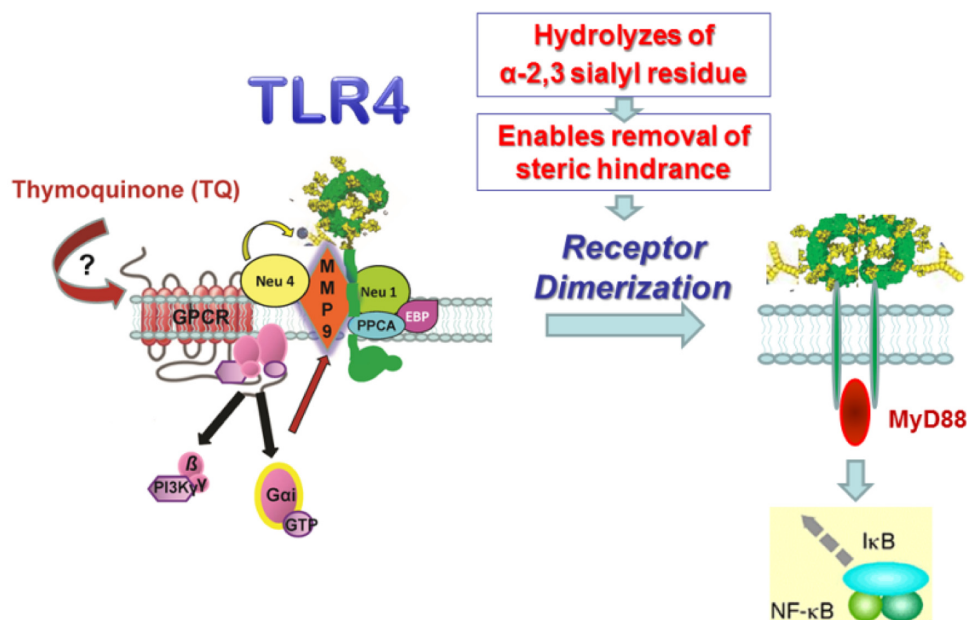 Hydrolyzes of
α-2,3 sialyl residue
TLR4
Enables removal of
steric hindrance
Thymoquinone (TQ)
?
Receptor
Dimerization
Neu 4
MMP9
Neu 1
GPCR
PPCA
EBP
MyD88
ß
PI3Kγ
γ
Gαi
GTP
IκB
NF-κB